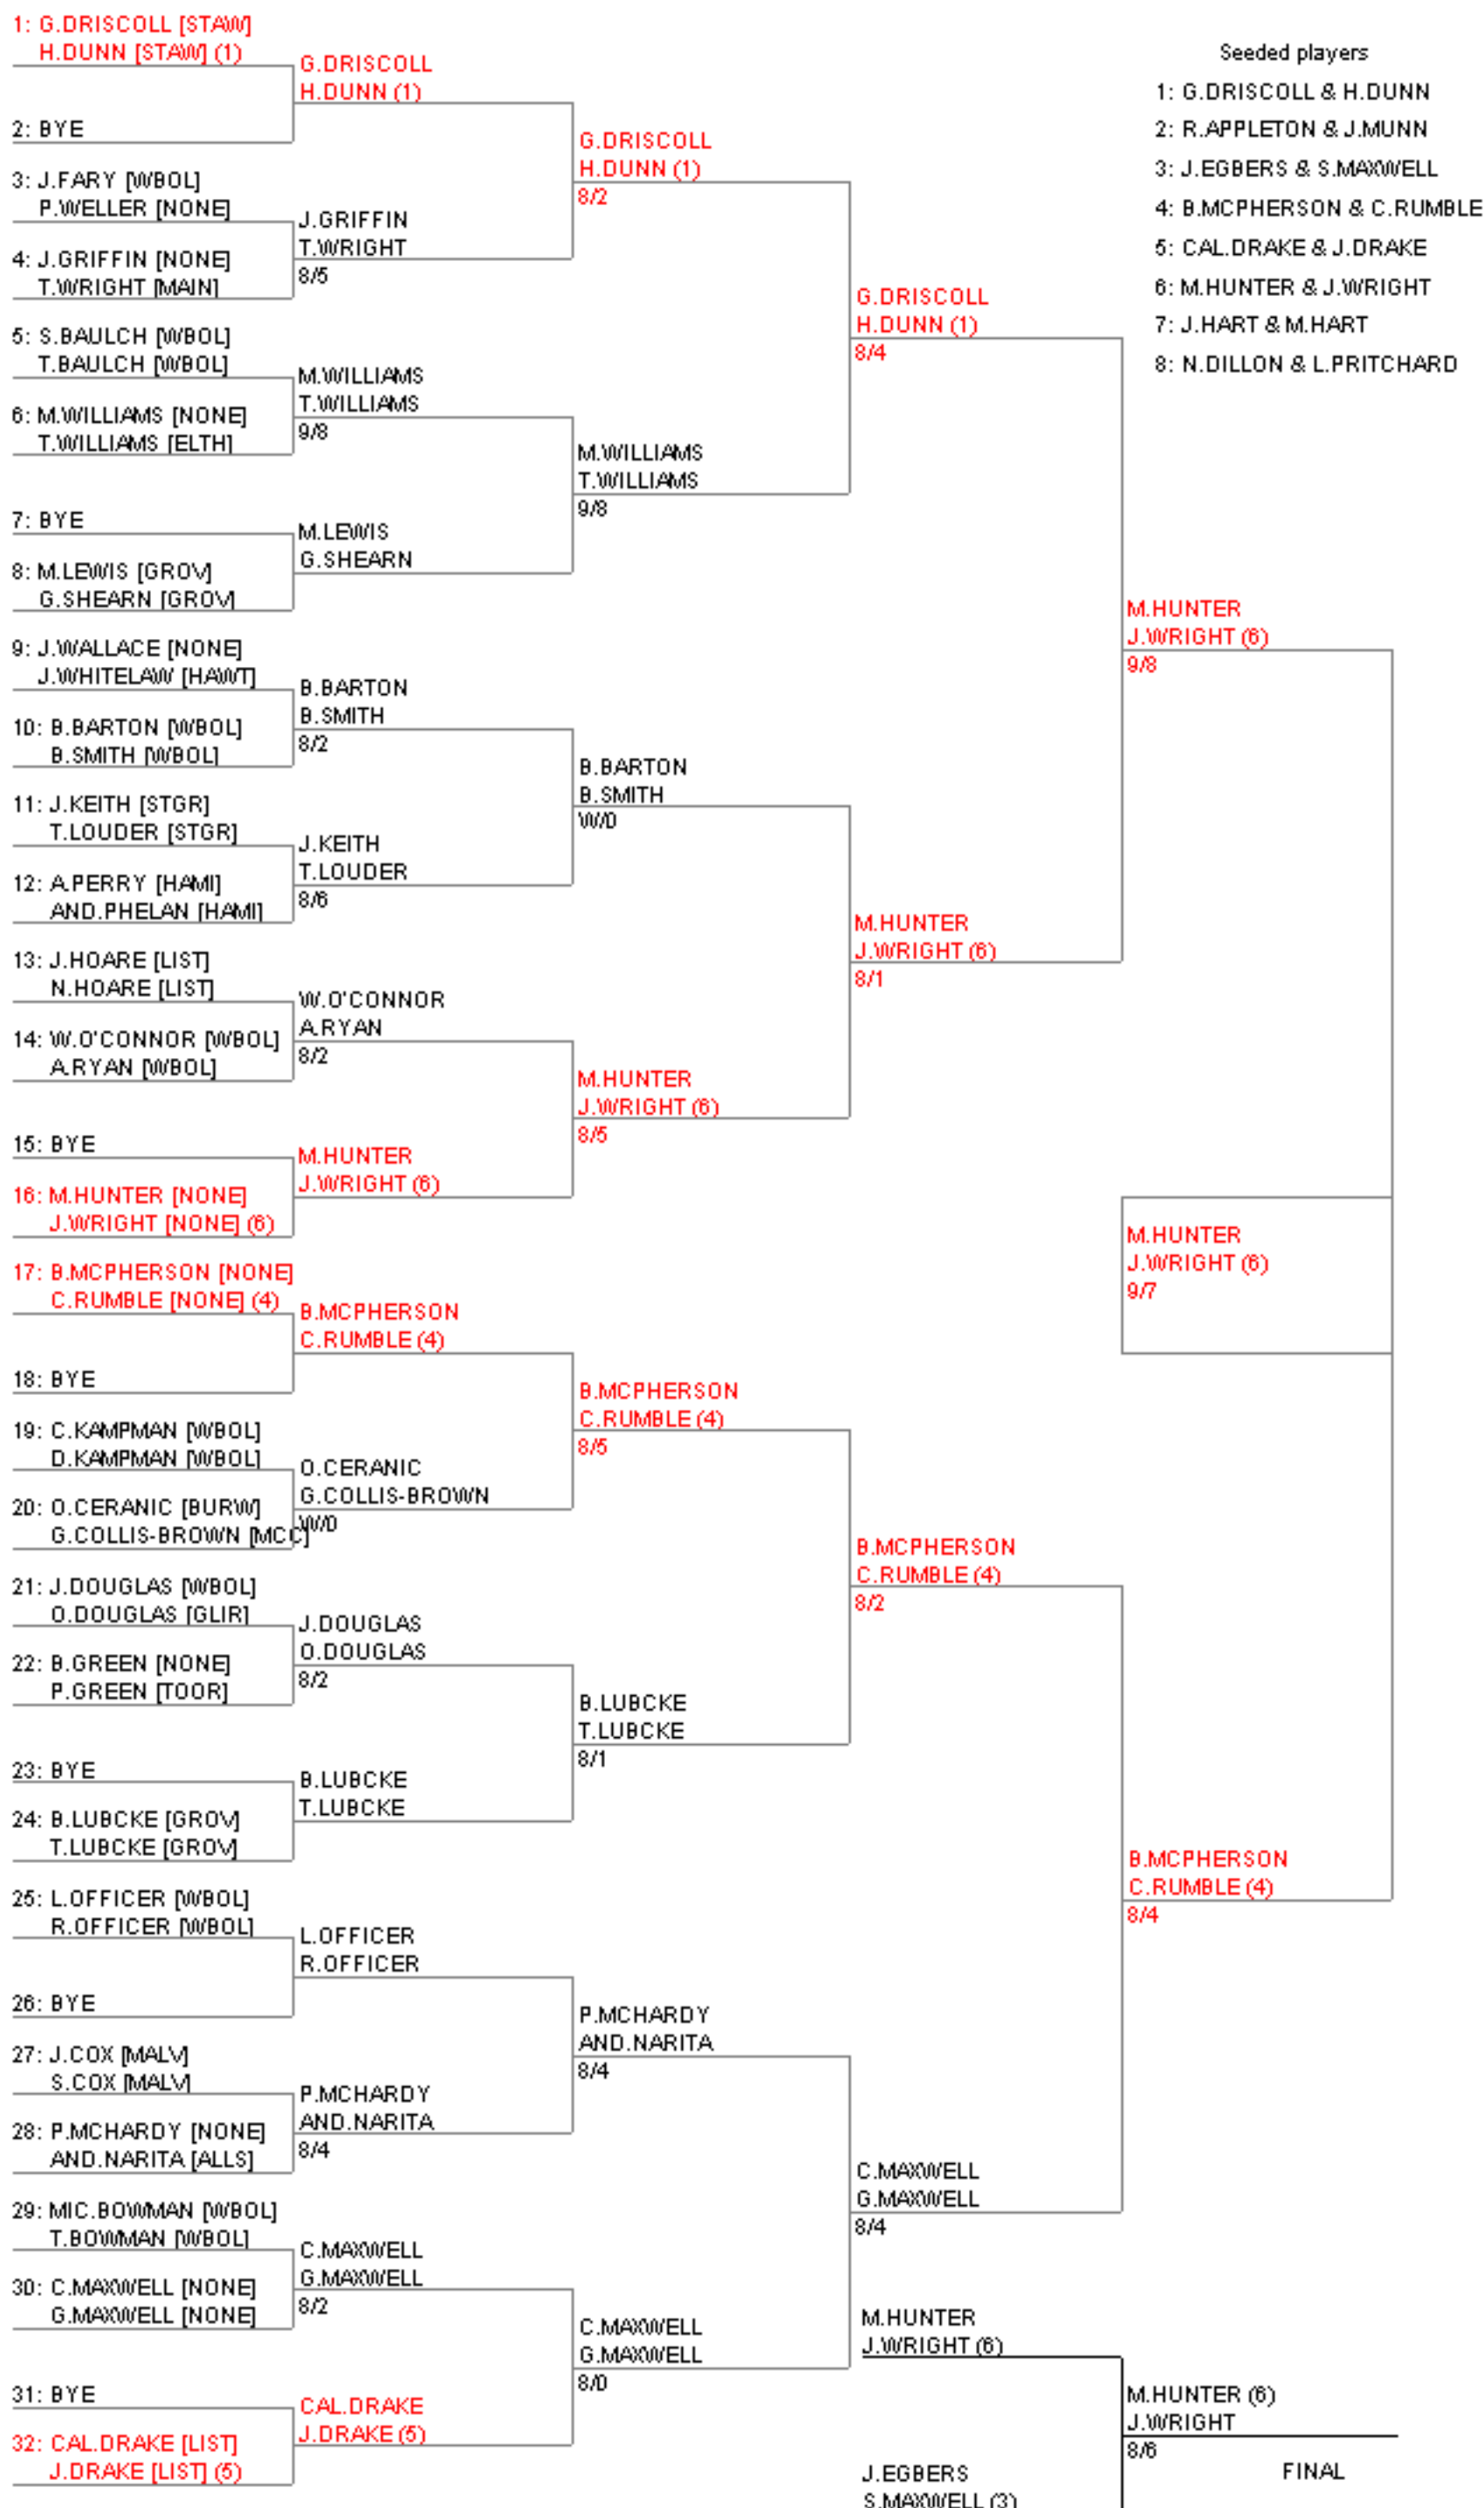 1: G.DRISCOLL [STAW]
H.DUNN [STAW] (1)
2: BYE
3: J.FARY [WBOL]
P.WELLER [NONE]
4: J.GRIFFIN [NONE]
T.WRIGHT [MAIN]
5: S.BAULCH [WBOL]
T.BAULCH [WBOL]
6: M.WILLIAMS [NONE]
T.WILLIAMS [ELTH]
7: BYE
8: M.LEWIS [GROV]
G.SHEARN [GROV]
9: J.WALLACE [NONE]
J.WHITELAW [HAWT]
10: B.BARTON [WBOL]
B.SMITH [WBOL]
11: J.KEITH [STGR]
T.LOUDER [STGR]
12: A.PERRY [HAMI]
AND.PHELAN [HAMI]
13: J.HOARE [LIST]
N.HOARE [LIST]
14: W.O'CONNOR [WBOL]
A.RYAN [WBOL]
15: BYE
16: M.HUNTER [NONE]
J.WRIGHT [NONE] (6)
17: B.MCPHERSON [NONE]
C.RUMBLE [NONE] (4)
18: BYE
19: C.KAMPMAN [WBOL]
D.KAMPMAN [WBOL]
20: O.CERANIC [BURW]
G.COLLIS-BROWN [MCC]
21: J.DOUGLAS [WBOL]
O.DOUGLAS [GLIR]
22: B.GREEN [NONE]
P.GREEN [TOOR]
23: BYE
24: B.LUBCKE [GROV]
T.LUBCKE [GROV]
25: L.OFFICER [WBOL]
R.OFFICER [WBOL]
26: BYE
27: J.COX [MALV]
S.COX [MALV]
28: P.MCHARDY [NONE]
AND.NARITA [ALLS]
29: MIC.BOWMAN [WBOL]
T.BOWMAN [WBOL]
30: C.MAXWELL [NONE]
G.MAXWELL [NONE]
31: BYE
32: CAL.DRAKE [LIST]
J.DRAKE [LIST] (5)
G.DRISCOLL
H.DUNN (1)
J.GRIFFIN
T.WRIGHT
8/5
M.WILLIAMS
T.WILLIAMS
9/8
M.LEWIS
G.SHEARN
B.BARTON
B.SMITH
8/2
J.KEITH
T.LOUDER
8/6
W.O'CONNOR
A.RYAN
8/2
M.HUNTER
J.WRIGHT (6)
B.MCPHERSON
C.RUMBLE (4)
O.CERANIC
G.COLLIS-BROWN
W/0
J.DOUGLAS
O.DOUGLAS
8/2
B.LUBCKE
T.LUBCKE
L.OFFICER
R.OFFICER
P.MCHARDY
AND.NARITA
8/4
C.MAXWELL
G.MAXWELL
8/2
CAL.DRAKE
J.DRAKE (5)
G.DRISCOLL
H.DUNN (1)
8/2
M.WILLIAMS
T.WILLIAMS
9/8
B.BARTON
B.SMITH
W/0
M.HUNTER
J.WRIGHT (6)
8/5
B.MCPHERSON
C.RUMBLE (4)
8/5
B.LUBCKE
T.LUBCKE
8/1
P.MCHARDY
AND.NARITA
8/4
C.MAXWELL
G.MAXWELL
8/0
G.DRISCOLL
H.DUNN (1)
8/4
M.HUNTER
J.WRIGHT (6)
8/1
B.MCPHERSON
C.RUMBLE (4)
8/2
C.MAXWELL
G.MAXWELL
8/4
M.HUNTER
J.WRIGHT (6)
9/8
M.HUNTER
J.WRIGHT (6)
9/7
B.MCPHERSON
C.RUMBLE (4)
8/4
Seeded players
1: G.DRISCOLL & H.DUNN
2: R.APPLETON & J.MUNN
3: J.EGBERS & S.MAXWELL
4: B.MCPHERSON & C.RUMBLE
5: CAL.DRAKE & J.DRAKE
6: M.HUNTER & J.WRIGHT
7: J.HART & M.HART
8: N.DILLON & L.PRITCHARD
M.HUNTER
J.WRIGHT (6)
J.EGBERS
S.MAXWELL (3)
M.HUNTER (6)
J.WRIGHT
8/6
FINAL